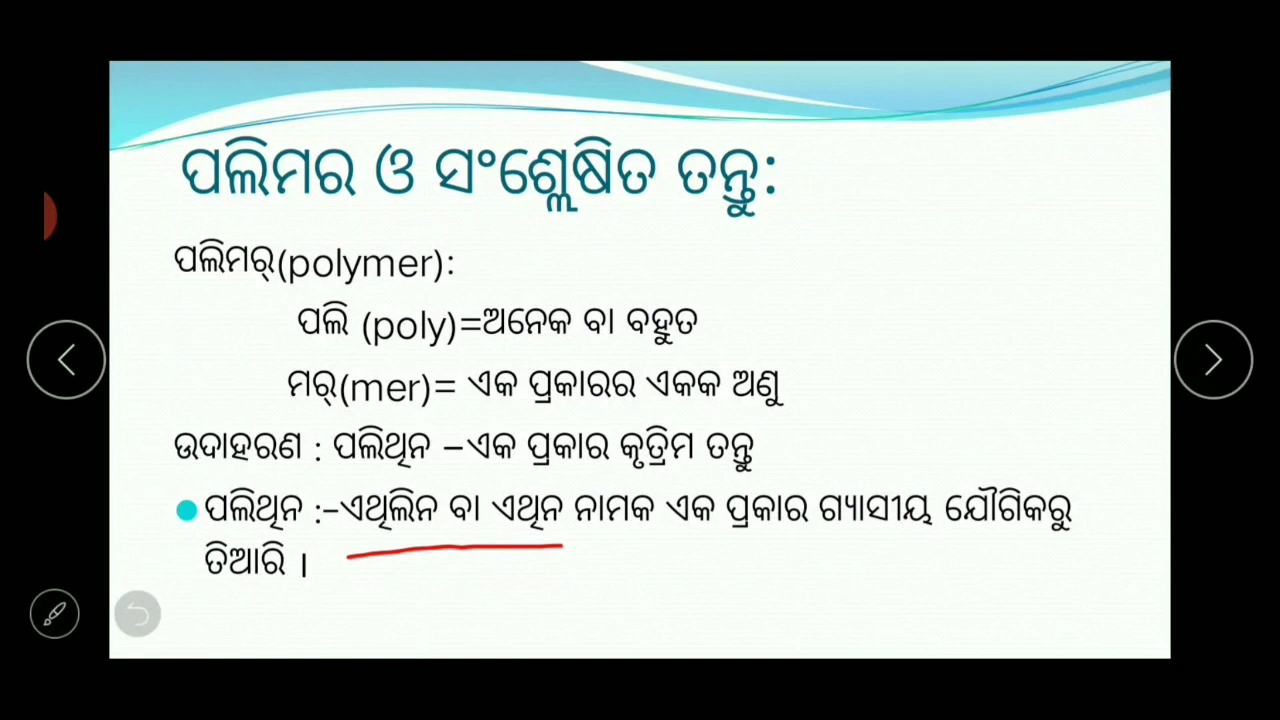 ପଲିମର ଓ ସଂଶ୍ଲେଷିତ ତନ୍ତୁ:
ପଲିମର୍(polymer):
ପଲି (poly)=ଅନେକ ବା ବହୁତ
ମର୍(mer)= ଏକ ପ୍ରକାରର ଏକକ ଅଣୁ
ଉଦାହରଣ : ପଲିଥିନ –ଏକ ପ୍ରକାର କୃତ୍ରିମ ତନ୍ତୁ
ପଲିଥିନ :–ଏଥିଲିନ ବା ଏଥିନ ନାମକ ଏକ ପ୍ରକାର ଗ୍ୟାସୀୟ ଯୌଗିକରୁ
ତିଆରି ।